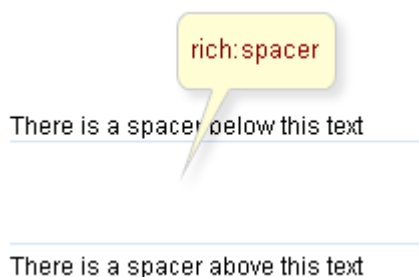 rich:spacer
There is a spacer below this text
There is a spacer above this text